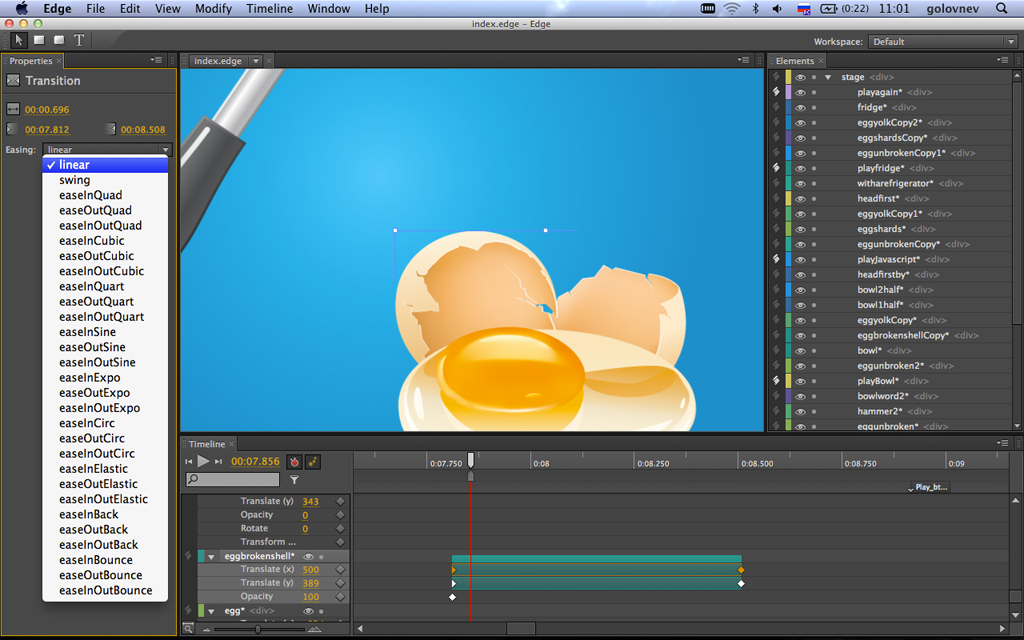 Edge File Edit View Modify Timeline Window Help (0:22) 11:01 golovnev
index.edge – Edge
T Workspace: Default
Properties
Transition
00:00.696
00:07.812 00:08.508
Easing: linear
linear
swing
easeInQuad
easeOutQuad
easeInOutQuad
easeInCubic
easeOutCubic
easeInOutCubic
easeInQuart
easeOutQuart
easeInOutQuart
easeInSine
easeOutSine
easeInOutSine
easeInExpo
easeOutExpo
easeInOutExpo
easeInCirc
easeOutCirc
easeInOutCirc
easeInElastic
easeOutElastic
easeInOutElastic
easeInBack
easeOutBack
easeInOutBack
easeInBounce
easeOutBounce
easeInOutBounce
index.edge
Elements
stage <div>
playagain* <div>
fridge* <div>
eggyolkCopy2* <div>
eggshardsCopy* <div>
eggunbrokenCopy1* <div>
playfridge* <div>
witharefrigerator* <div>
headfirst* <div>
eggyolkCopy1* <div>
eggshards* <div>
eggunbrokenCopy* <div>
playJavascript* <div>
headfirstby* <div>
bowl2half* <div>
bowl1half* <div>
eggyolkCopy* <div>
eggbrokenshellCopy* <div>
bowl* <div>
eggunbroken2* <div>
playBowl* <div>
bowlword2* <div>
hammer2* <div>
eggunbroken* <div>
Timeline
00:07.856
0:07.750 0:08 0:08.250 0:08.500 0:08.750 0:09
Play_bt...
Translate (y) 343
Opacity 0
Rotate 0
Transform ...
eggbrokenshell*
Translate (x) 500
Translate (y) 389
Opacity 100
egg* <div>